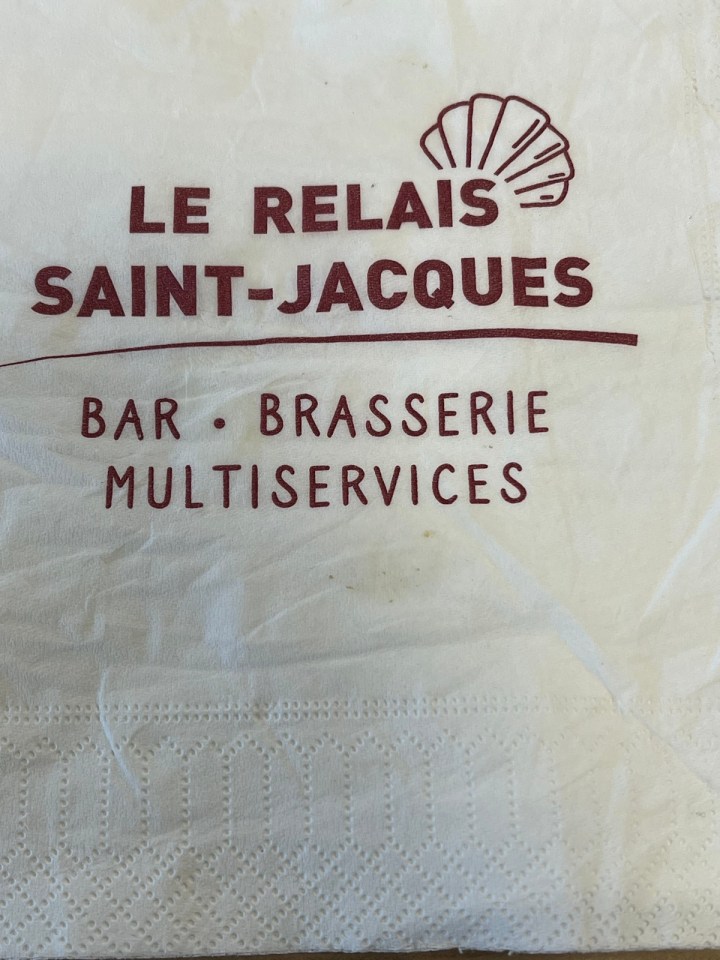 LE RELAIS
SAINT-JACQUES
BAR • BRASSERIE
MULTISERVICES